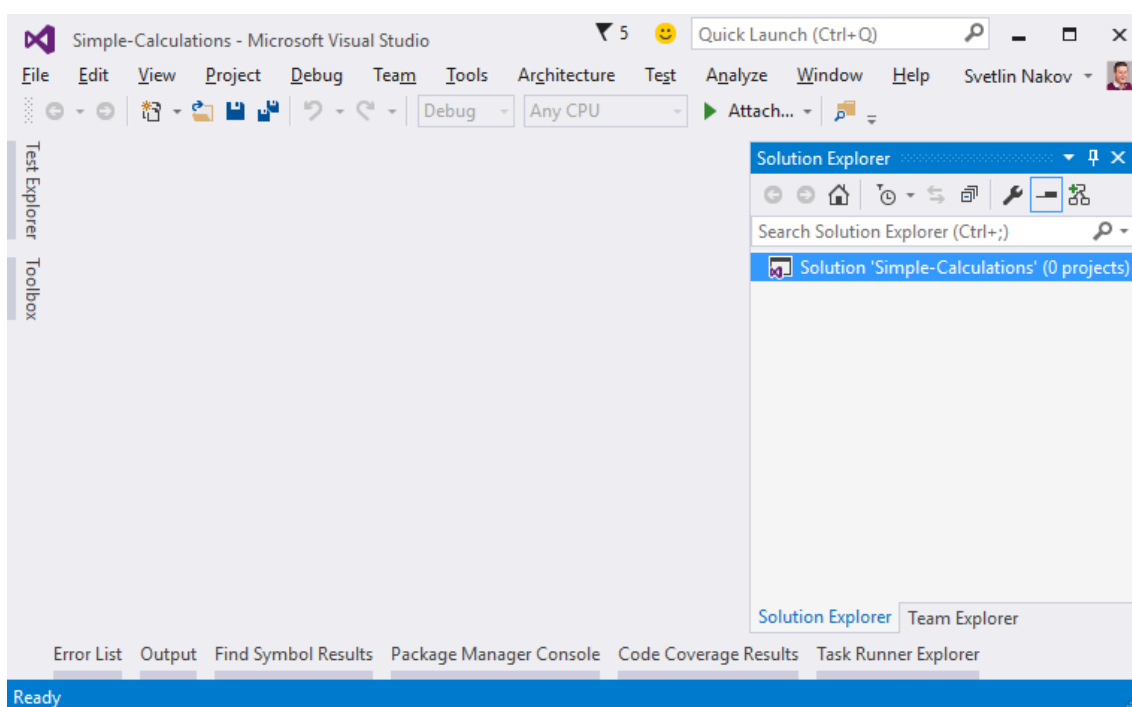 Simple-Calculations - Microsoft Visual Studio 5 Quick Launch (Ctrl+Q)
File Edit View Project Debug Team Tools Architecture Test Analyze Window Help Svetlin Nakov
Debug Any CPU Attach...
Test Explorer
Toolbox
Solution Explorer
Search Solution Explorer (Ctrl+;)
Solution 'Simple-Calculations' (0 projects)
Solution Explorer Team Explorer
Error List Output Find Symbol Results Package Manager Console Code Coverage Results Task Runner Explorer
Ready